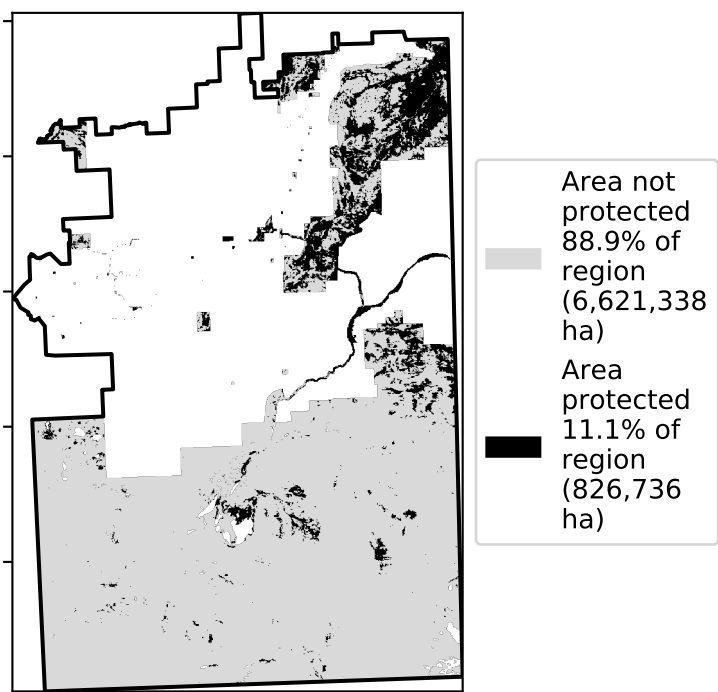 Area not
protected
88.9% of
region
(6,621,338
ha)
Area
protected
11.1% of
region
(826,736
ha)